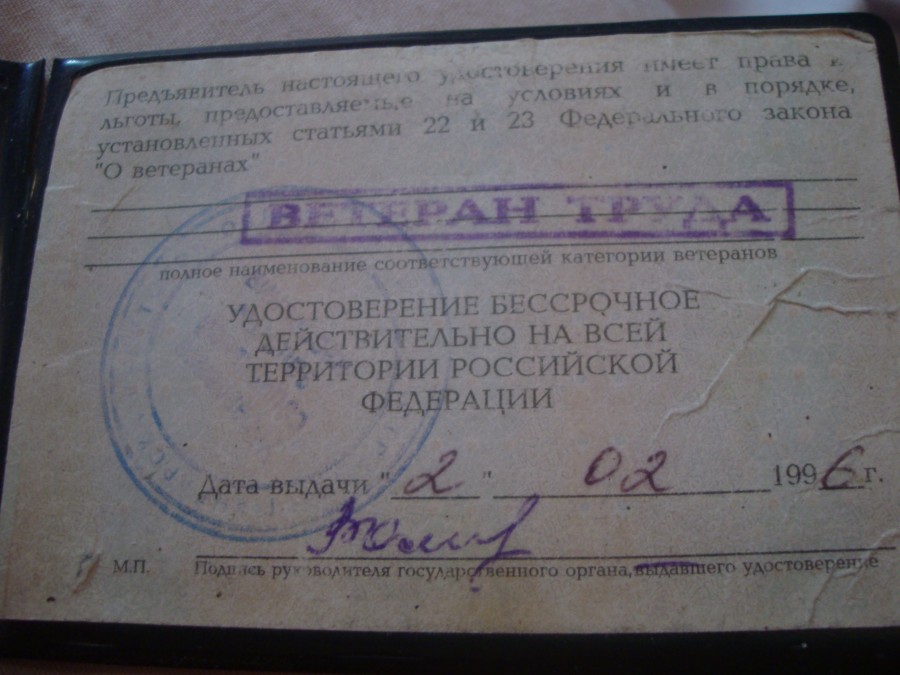 Предъявитель настоящего удостоверения имеет права и
льготы, предоставляемые на условиях и в порядке,
установленных статьями 22 и 23 Федерального закона
"О ветеранах"
ВЕТЕРАН ТРУДА
полное наименование соответствующей категории ветеранов
УДОСТОВЕРЕНИЕ БЕССРОЧНОЕ
ДЕЙСТВИТЕЛЬНО НА ВСЕЙ
ТЕРРИТОРИИ РОССИЙСКОЙ
ФЕДЕРАЦИИ
Дата выдачи "2" 02 1996 г.
М.П. Подпись руководителя государственного органа, выдавшего удостоверение